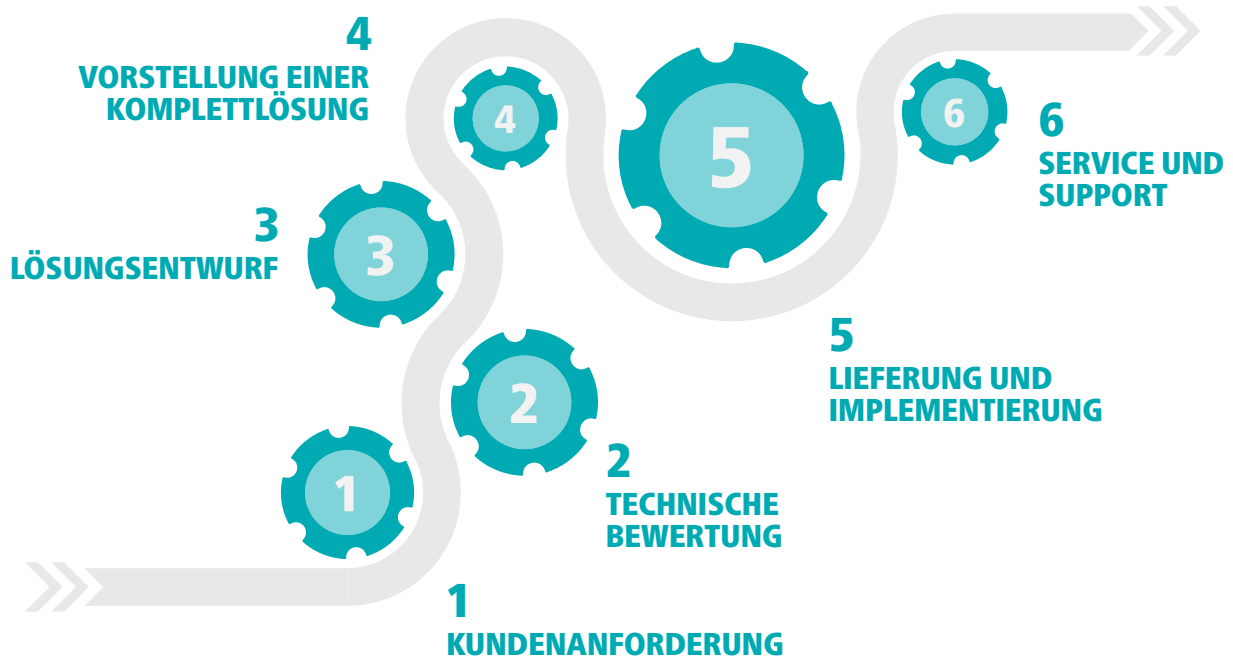 4
VORSTELLUNG EINER
KOMPLETTLÖSUNG
4
5
6
6
SERVICE UND
SUPPORT
3
LÖSUNGSENTWURF
3
5
LIEFERUNG UND
IMPLEMENTIERUNG
2
2
TECHNISCHE
BEWERTUNG
1
1
KUNDENANFORDERUNG